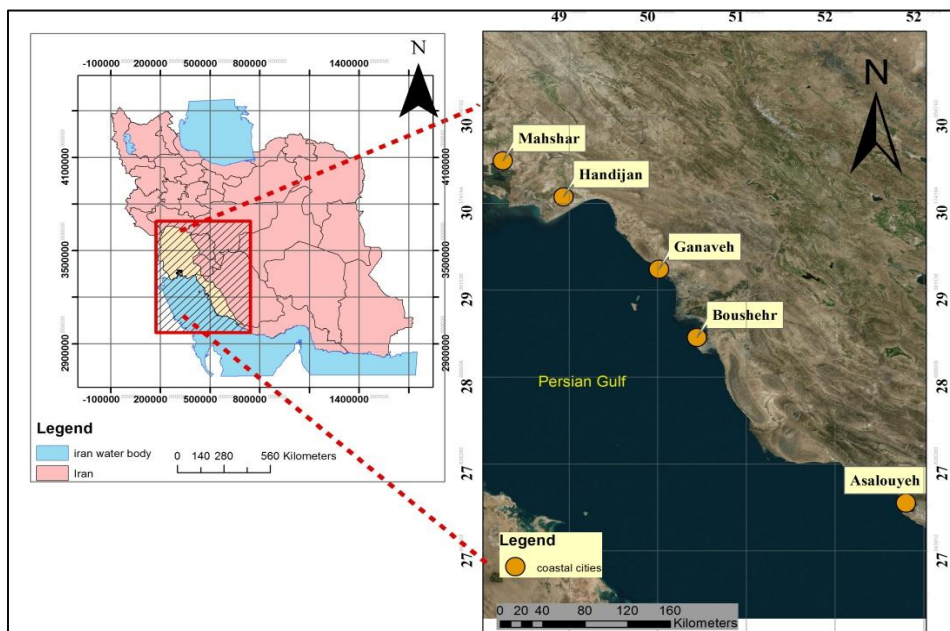 N
-100000 200000 500000 800000 1400000
4100000
3500000
2900000
-100000 200000 500000 800000 1400000
Legend
iran water body
Iran
0 140 280 560 Kilometers
49 50 51 52 52
N
30
30
29
28
27
27
30
30
29
28
27
27
Mahshar
Handijan
Ganaveh
Boushehr
Persian Gulf
Asalouyeh
Legend
coastal cities
0 20 40 80 120 160
Kilometers